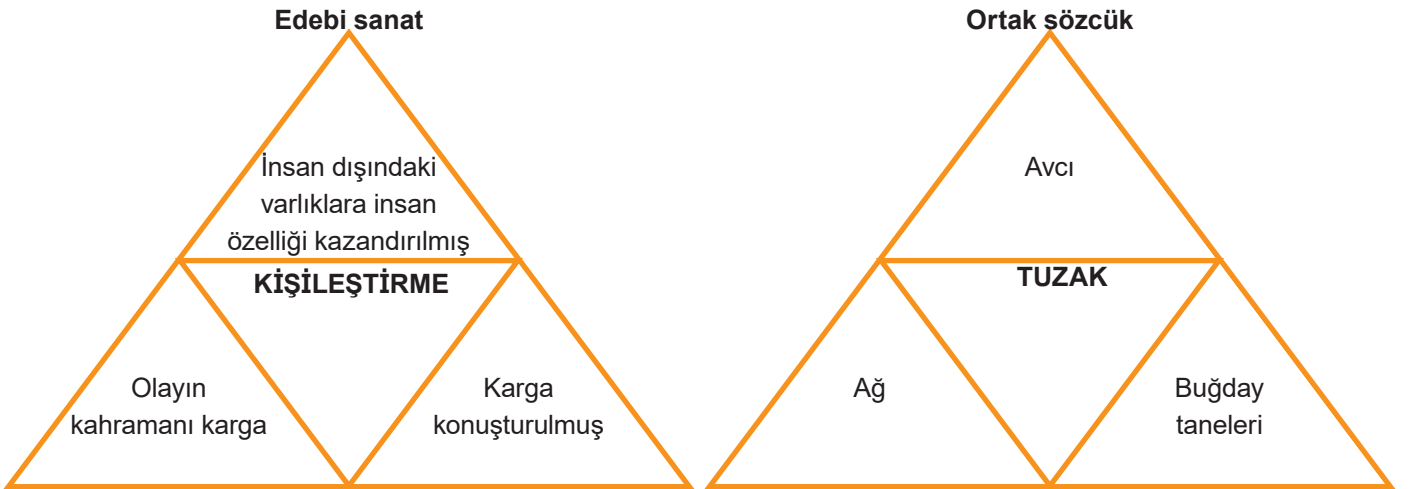 Edebi sanat
İnsan dışındaki
varlıklara insan
özelliği kazandırılmış
KİŞİLEŞTİRME
Olayın
kahramanı karga
Karga
konuşturulmuş
Ortak sözcük
Avcı
TUZAK
Ağ
Buğday
taneleri